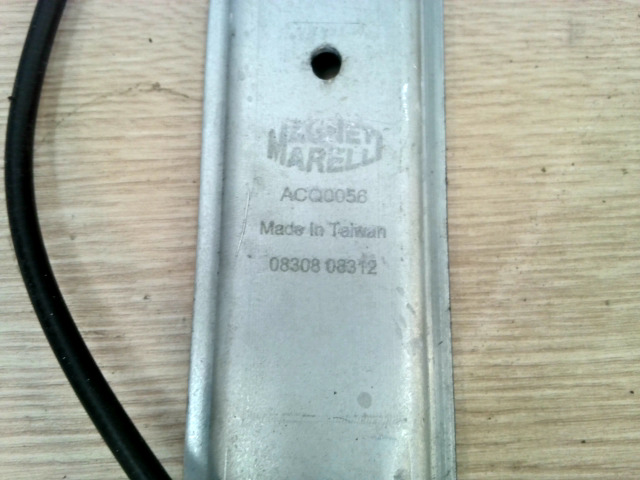 MAGNETI
MARELLI
ACQ0056
Made In Taiwan
08308 08312